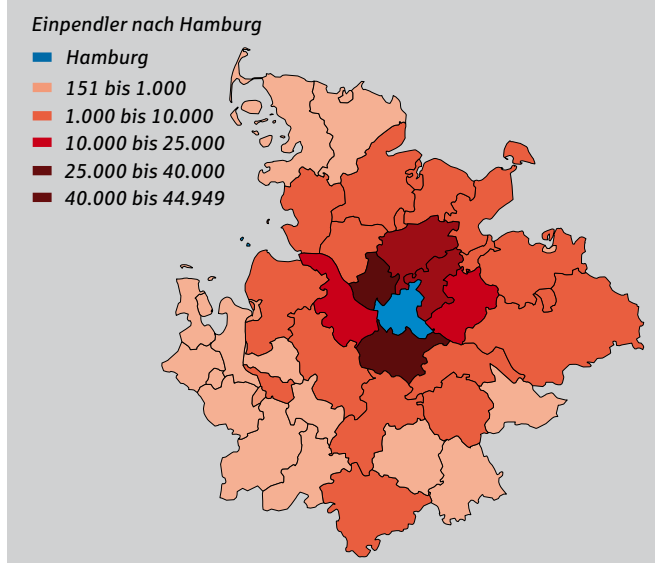 Einpendler nach Hamburg
Hamburg
151 bis 1.000
1.000 bis 10.000
10.000 bis 25.000
25.000 bis 40.000
40.000 bis 44.949